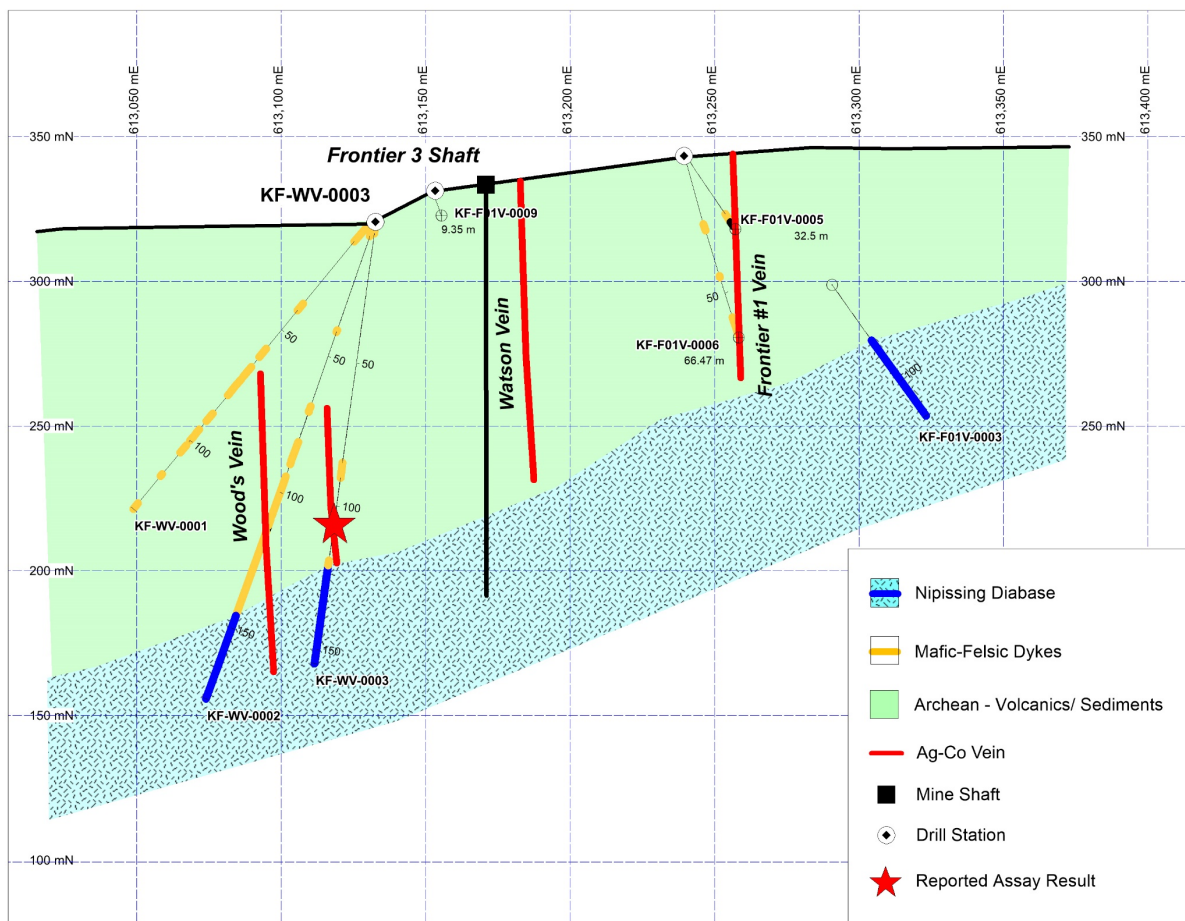 613,050 mE
613,100 mE
613,150 mE
613,200 mE
613,250 mE
613,300 mE
613,350 mE
613,400 mE
350 mN
350 mN
Frontier 3 Shaft
KF-WV-0003
KF-F01V-0009
9.35 m
KF-F01V-0005
32.5 m
300 mN
300 mN
50
50
50
50
Watson Vein
Frontier #1 Vein
KF-F01V-0006
66.47 m
100
KF-F01V-0003
250 mN
250 mN
100
100
100
Wood's Vein
KF-WV-0001
200 mN
200 mN
150
150
KF-WV-0003
KF-WV-0002
150 mN
100 mN
Nipissing Diabase
Mafic-Felsic Dykes
Archean - Volcanics/ Sediments
Ag-Co Vein
Mine Shaft
Drill Station
Reported Assay Result